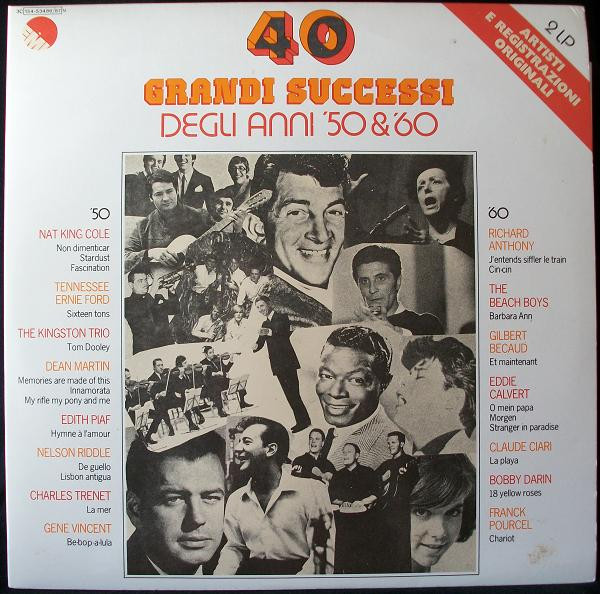 3C 154-53486/87 M
EMI
2 LP
ARTISTI
E REGISTRAZIONI
ORIGINALI
40
GRANDI SUCCESSI
DEGLI ANNI '50 & '60
'50
NAT KING COLE
Non dimenticar
Stardust
Fascination
TENNESSEE
ERNIE FORD
Sixteen tons
THE KINGSTON TRIO
Tom Dooley
DEAN MARTIN
Memories are made of this
Innamorata
My rifle my pony and me
EDITH PIAF
Hymne à l'amour
NELSON RIDDLE
De guello
Lisbon antigua
CHARLES TRENET
La mer
GENE VINCENT
Be-bop-a-lula
'60
RICHARD
ANTHONY
J'entends siffler le train
Cin-cin
THE
BEACH BOYS
Barbara Ann
GILBERT
BECAUD
Et maintenant
EDDIE
CALVERT
O mein papa
Morgen
Stranger in paradise
CLAUDE CIARI
La playa
BOBBY DARIN
18 yellow roses
FRANCK
POURCEL
Chariot